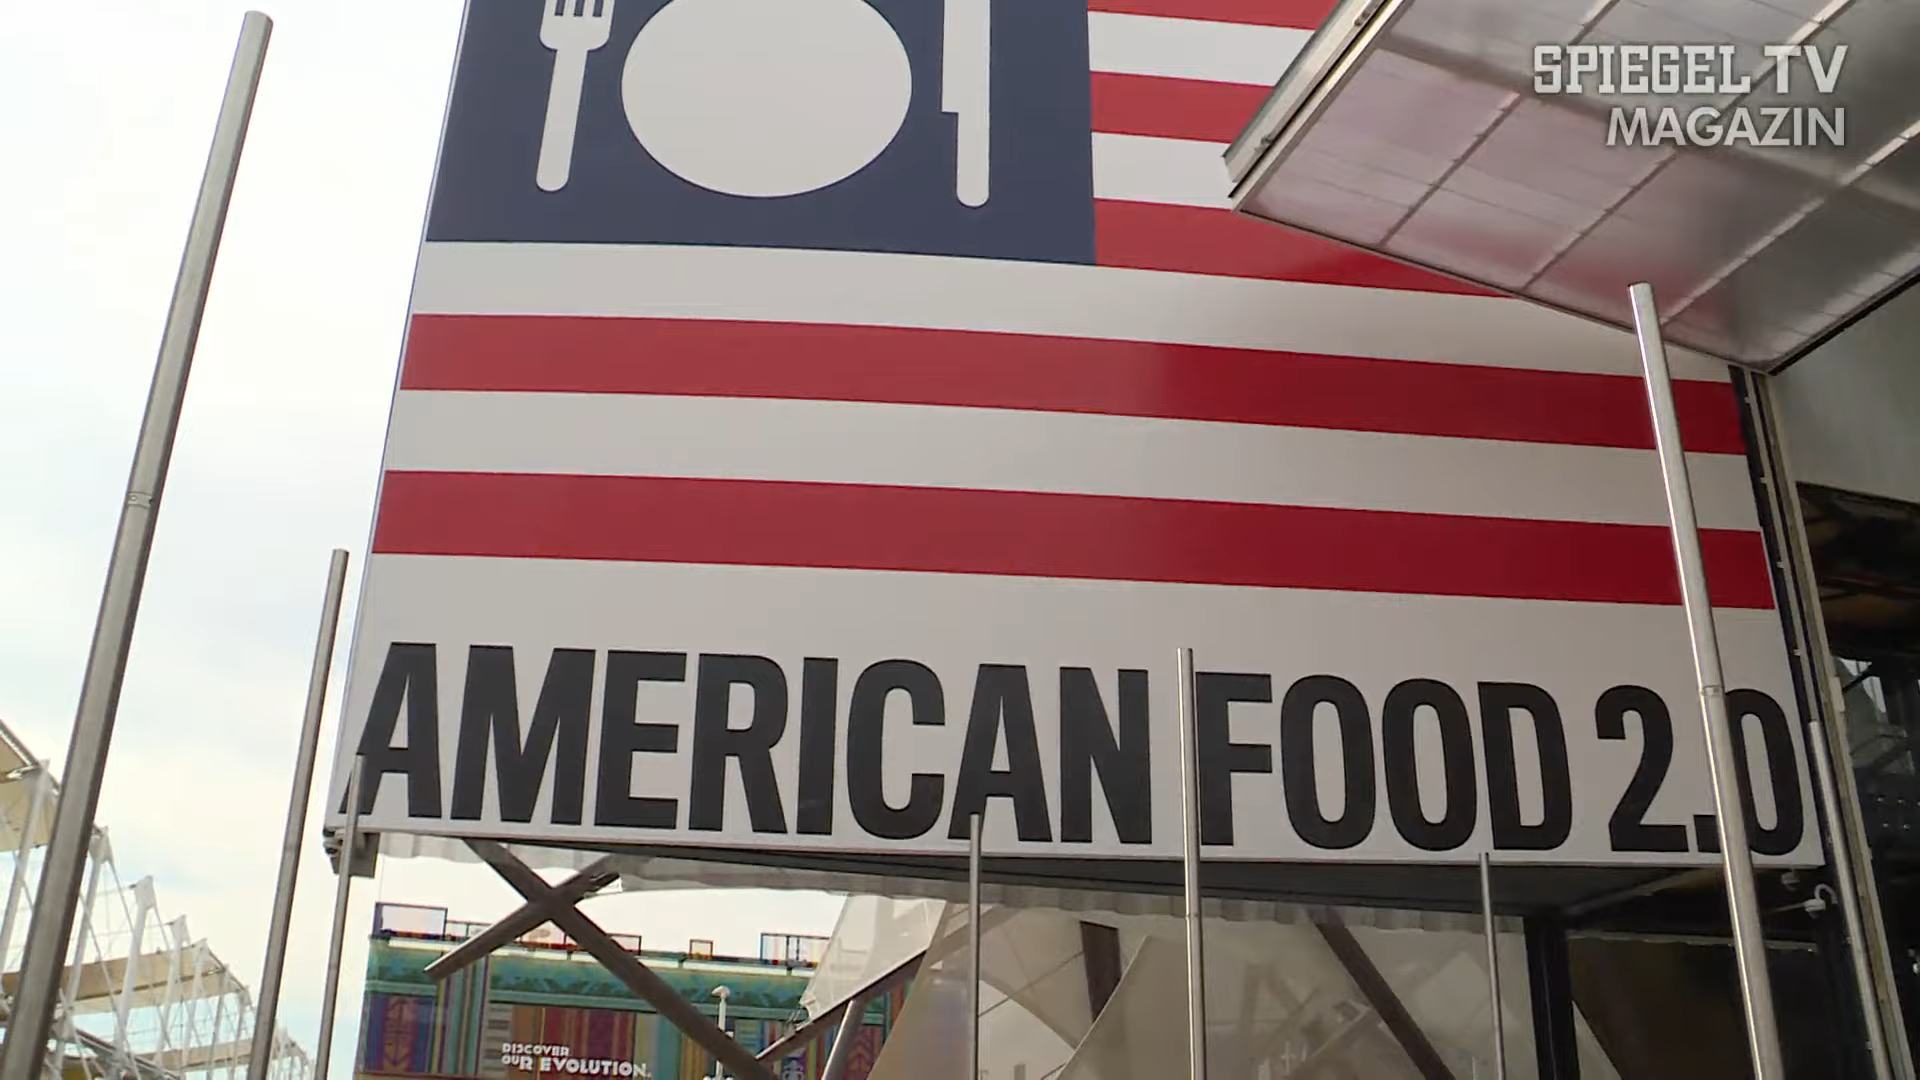 SPIEGEL TV
MAGAZIN
AMERICAN FOOD 2.0
DISCOVER
OUR EVOLUTION.